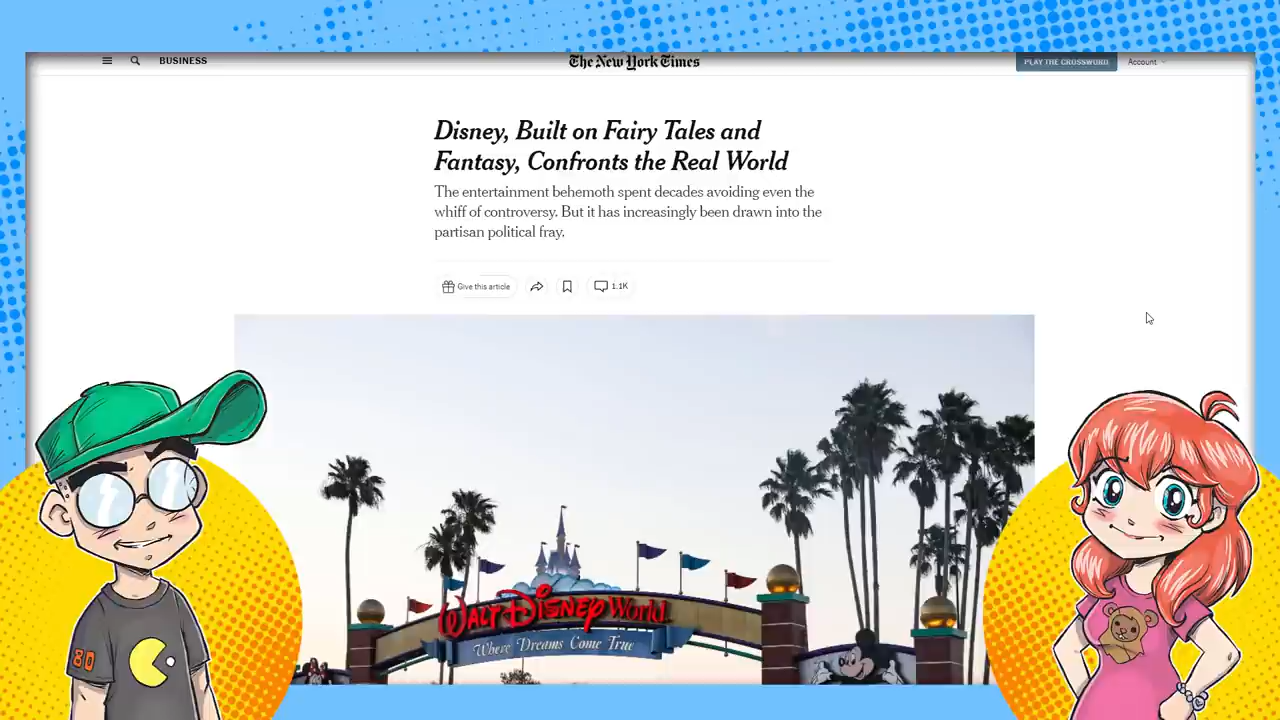 BUSINESS
The New York Times
PLAY THE CROSSWORD
Account
Disney, Built on Fairy Tales and
Fantasy, Confronts the Real World
The entertainment behemoth spent decades avoiding even the
whiff of controversy. But it has increasingly been drawn into the
partisan political fray.
Give this article
1.1K
WALT DISNEY World
Where Dreams Come True
80